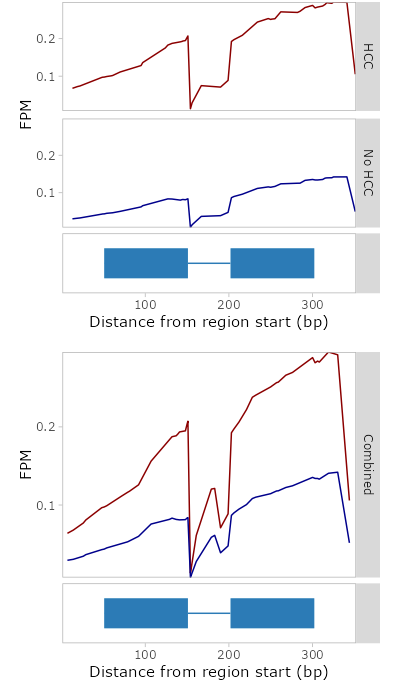 0.2
0.1
HCC
FPM
0.2
0.1
No HCC
100 200 300
Distance from region start (bp)
0.2
0.1
FPM
Combined
100 200 300
Distance from region start (bp)